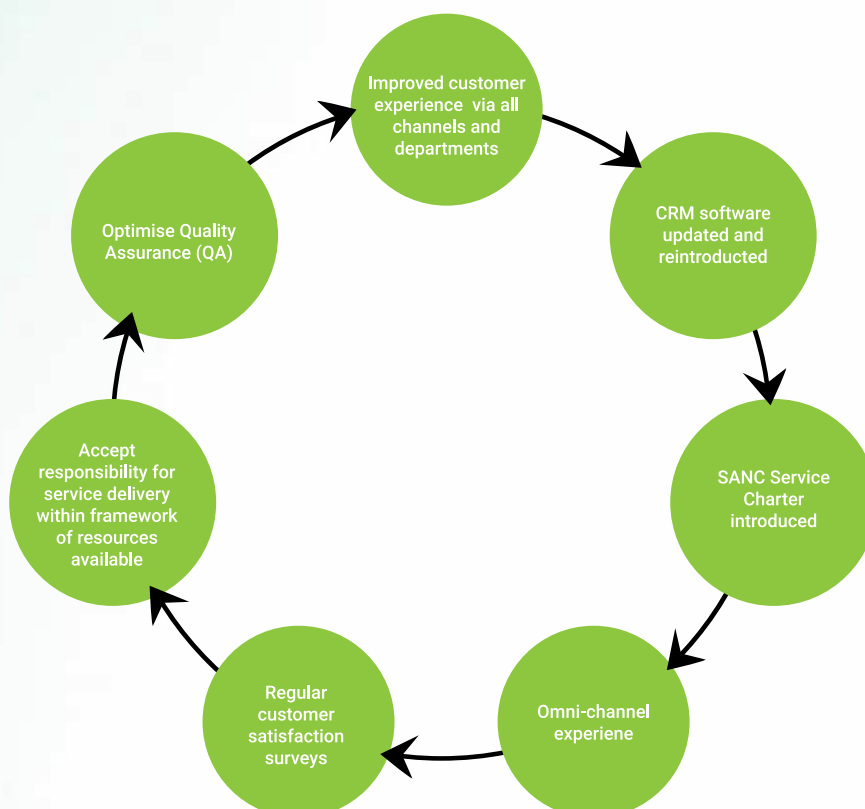 Improved customer
experience via all
channels and
departments
CRM software
updated and
reintroducted
SANC Service
Charter
introduced
Omni-channel
experiene
Regular
customer
satisfaction
surveys
Accept
responsibility for
service delivery
within framework
of resources
available
Optimise Quality
Assurance (QA)